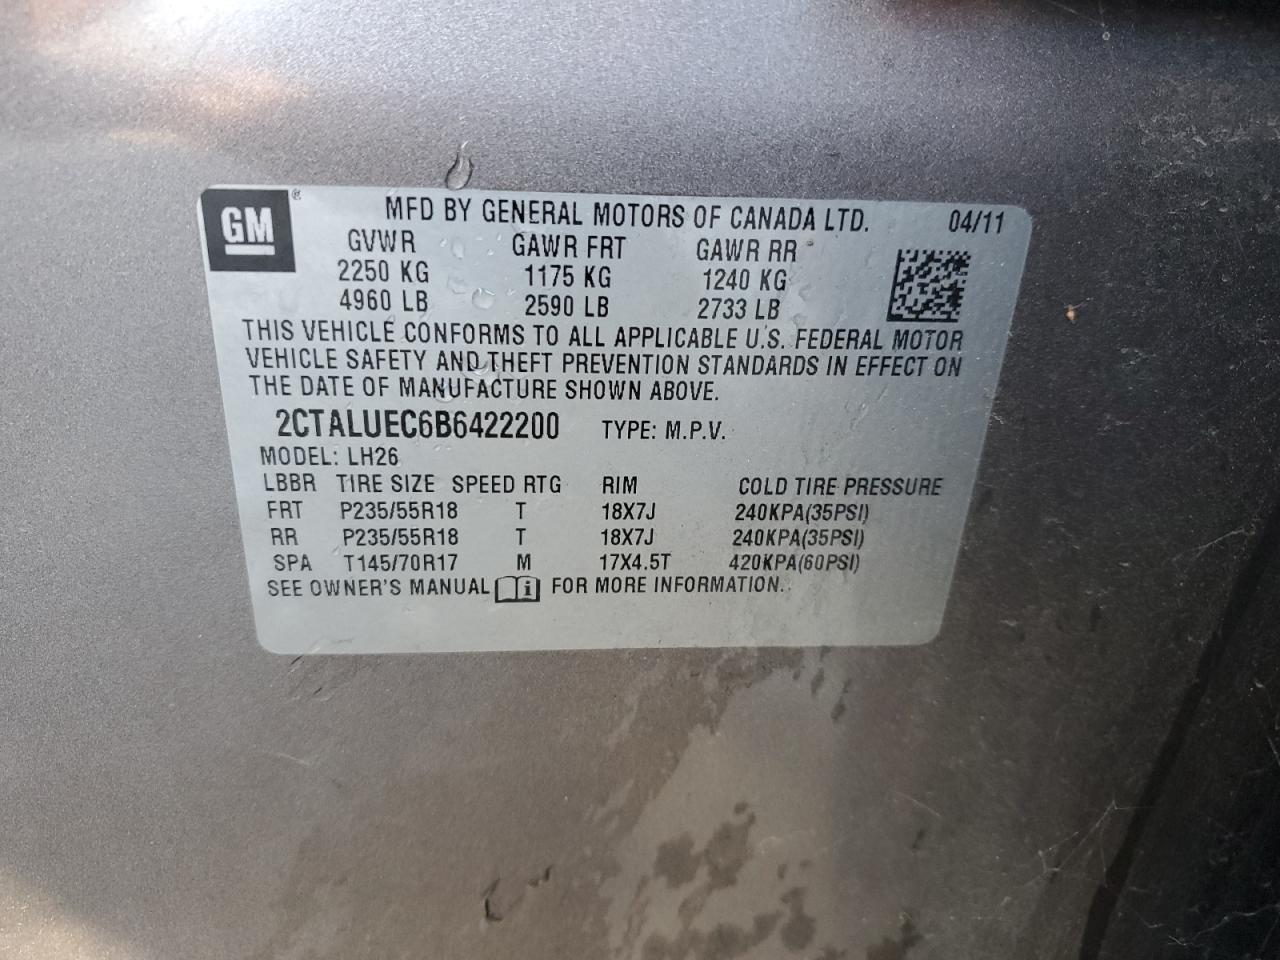 GM ® MFD BY GENERAL MOTORS OF CANADA LTD. 04/11
GVWR GAWR FRT GAWR RR
2250 KG 1175 KG 1240 KG
4960 LB 2590 LB 2733 LB
THIS VEHICLE CONFORMS TO ALL APPLICABLE U.S. FEDERAL MOTOR
VEHICLE SAFETY AND THEFT PREVENTION STANDARDS IN EFFECT ON
THE DATE OF MANUFACTURE SHOWN ABOVE.
2CTALUEC6B6422200 TYPE: M.P.V.
MODEL: LH26
LBBR TIRE SIZE SPEED RTG RIM COLD TIRE PRESSURE
FRT P235/55R18 T 18X7J 240KPA(35PSI)
RR P235/55R18 T 18X7J 240KPA(35PSI)
SPA T145/70R17 M 17X4.5T 420KPA(60PSI)
SEE OWNER'S MANUAL i FOR MORE INFORMATION.